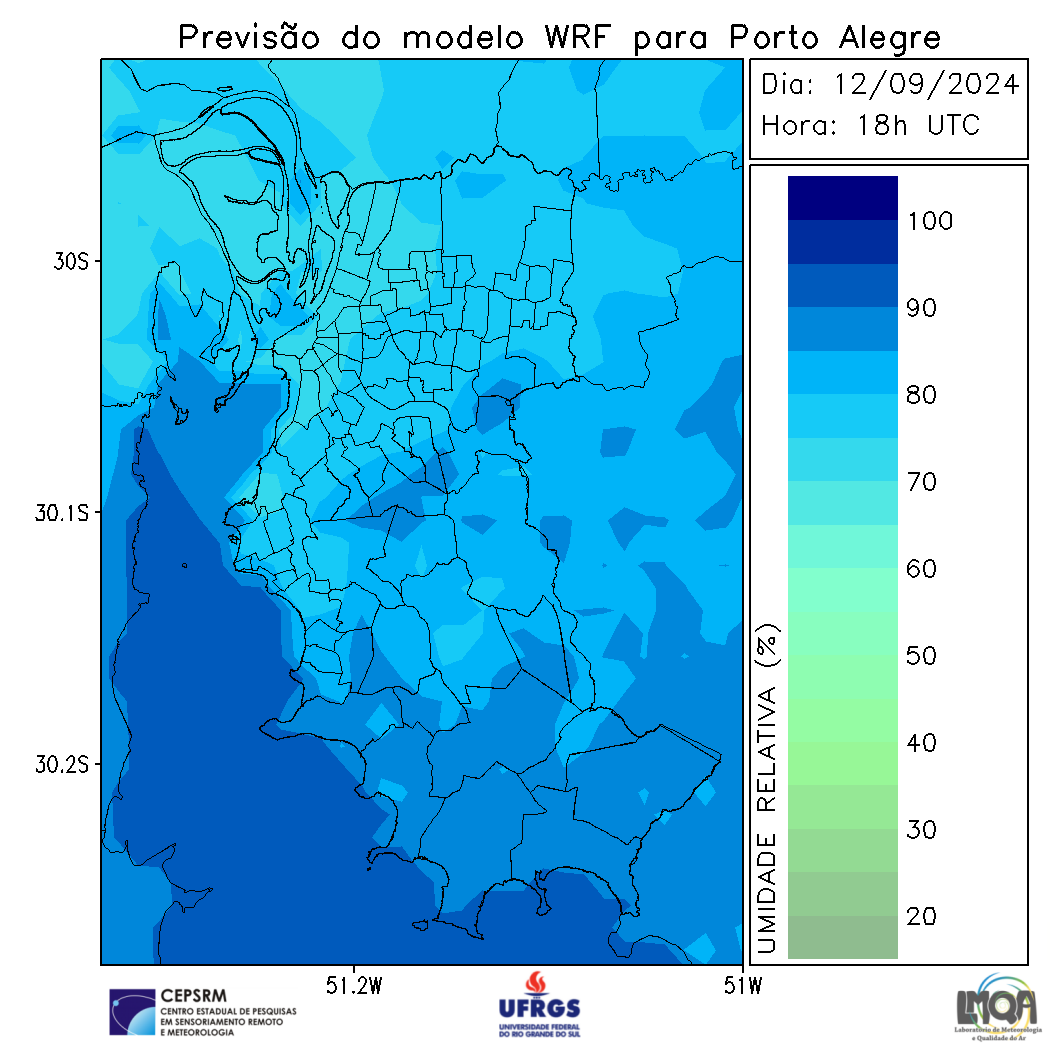 Previsão do modelo WRF para Porto Alegre
Dia: 12/09/2024
Hora: 18h UTC
30S
30.1S
30.2S
51.2W
51W
100
90
80
70
60
50
40
30
20
UMIDADE RELATIVA (%)
CEPSRM
CENTRO ESTADUAL DE PESQUISAS
EM SENSORIAMENTO REMOTO
E METEOROLOGIA
UFRGS
UNIVERSIDADE FEDERAL
DO RIO GRANDE DO SUL
LMQA
Laboratório de Meteorologia
e Qualidade do Ar